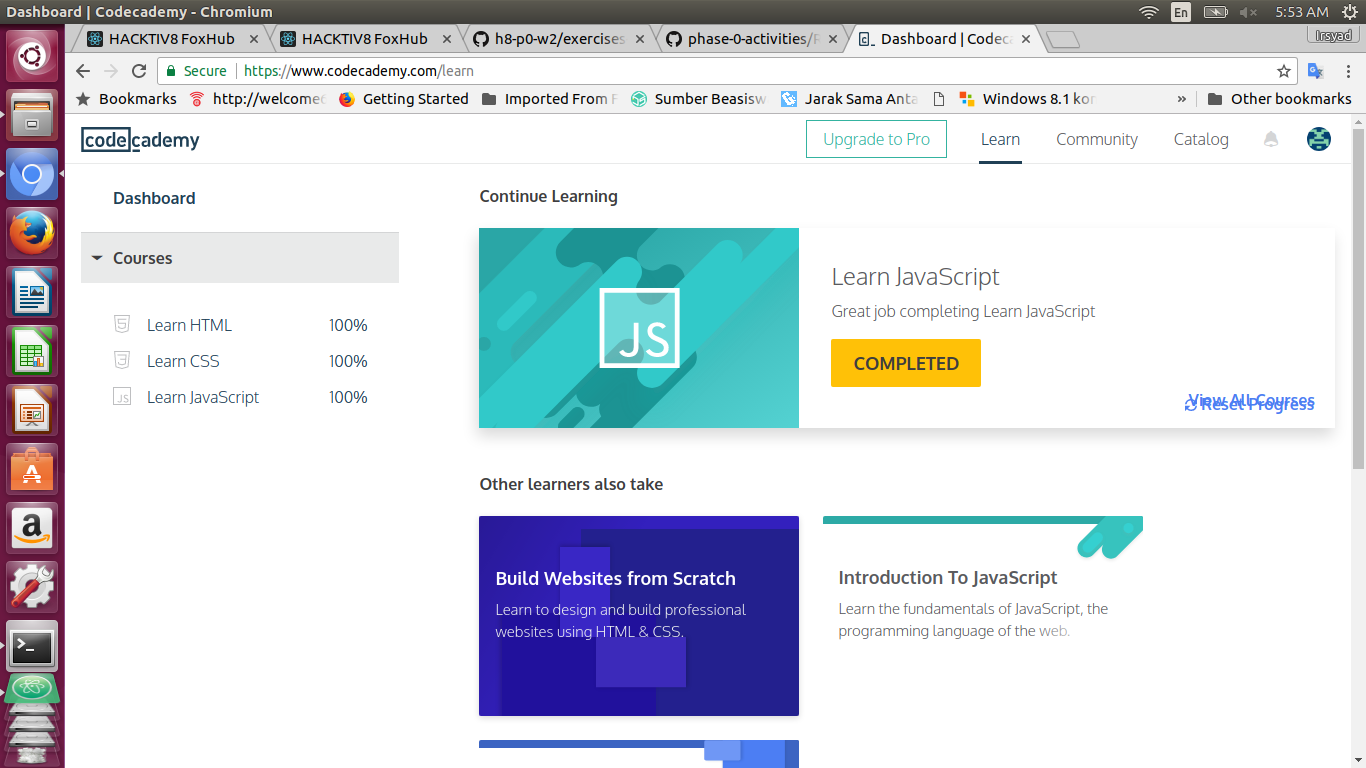 Dashboard | Codecademy - Chromium
En
5:53 AM
HACKTIV8 FoxHub
HACKTIV8 FoxHub
h8-p0-w2/exercises
phase-0-activities/R
Dashboard | Codec
Irsyad
Secure
https://www.codecademy.com/learn
Bookmarks
http://welcome
Getting Started
Imported From F
Sumber Beasisw
Jarak Sama Anta
Windows 8.1 kor
»
Other bookmarks
codecademy
Upgrade to Pro
Learn
Community
Catalog
Dashboard
Courses
Learn HTML 100%
Learn CSS 100%
Learn JavaScript 100%
Continue Learning
JS
Learn JavaScript
Great job completing Learn JavaScript
COMPLETED
View All Courses
Reset Progress
Other learners also take
Build Websites from Scratch
Learn to design and build professional
websites using HTML & CSS.
Introduction To JavaScript
Learn the fundamentals of JavaScript, the
programming language of the web.